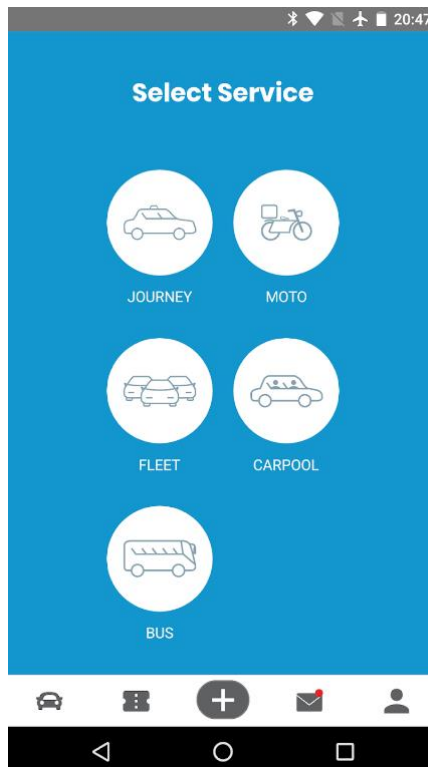 20:47
Select Service
JOURNEY MOTO
FLEET CARPOOL
BUS